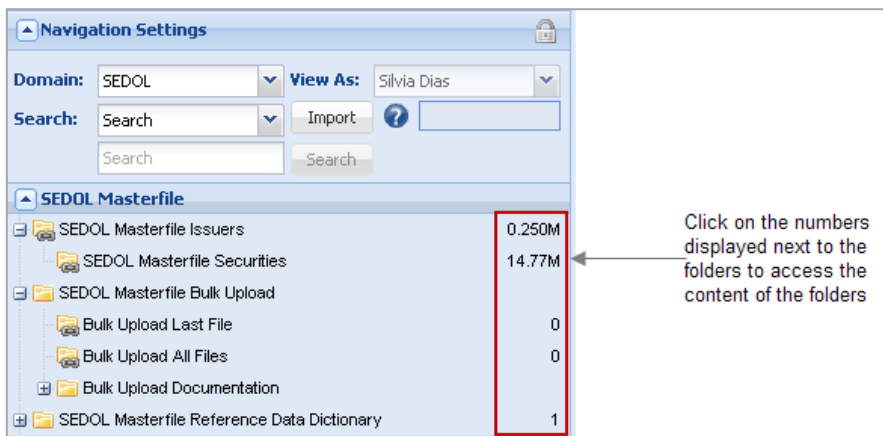 Navigation Settings
Domain: SEDOL View As: Silvia Dias
Search: Search Import ?
Search Search
SEDOL Masterfile
SEDOL Masterfile Issuers 0.250M
SEDOL Masterfile Securities 14.77M
SEDOL Masterfile Bulk Upload
Bulk Upload Last File 0
Bulk Upload All Files 0
Bulk Upload Documentation
SEDOL Masterfile Reference Data Dictionary 1
Click on the numbers
displayed next to the
folders to access the
content of the folders